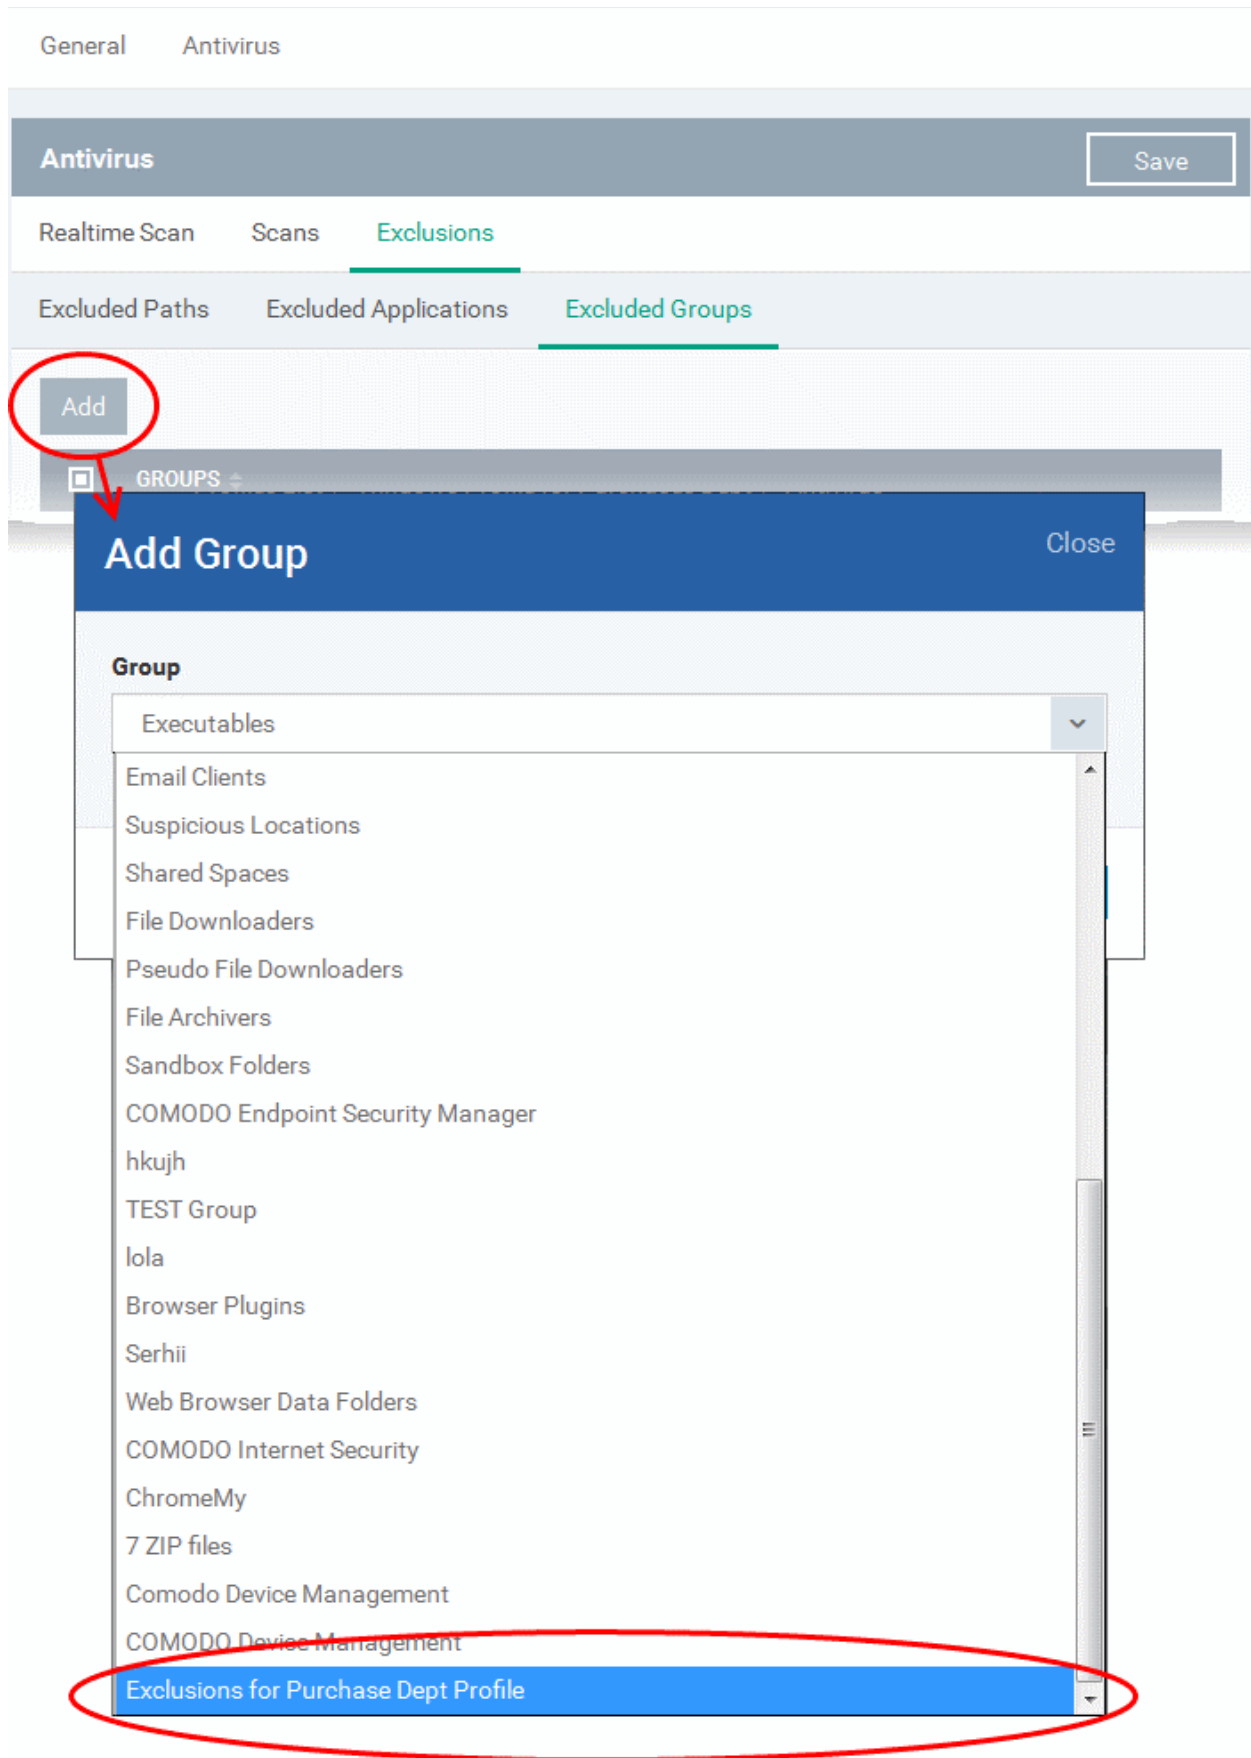 General Antivirus
Antivirus Save
Realtime Scan Scans Exclusions
Excluded Paths Excluded Applications Excluded Groups
Add
GROUPS
Add Group Close
Group
Executables
Email Clients
Suspicious Locations
Shared Spaces
File Downloaders
Pseudo File Downloaders
File Archivers
Sandbox Folders
COMODO Endpoint Security Manager
hkujh
TEST Group
lola
Browser Plugins
Serhii
Web Browser Data Folders
COMODO Internet Security
ChromeMy
7 ZIP files
Comodo Device Management
COMODO Device Management
Exclusions for Purchase Dept Profile